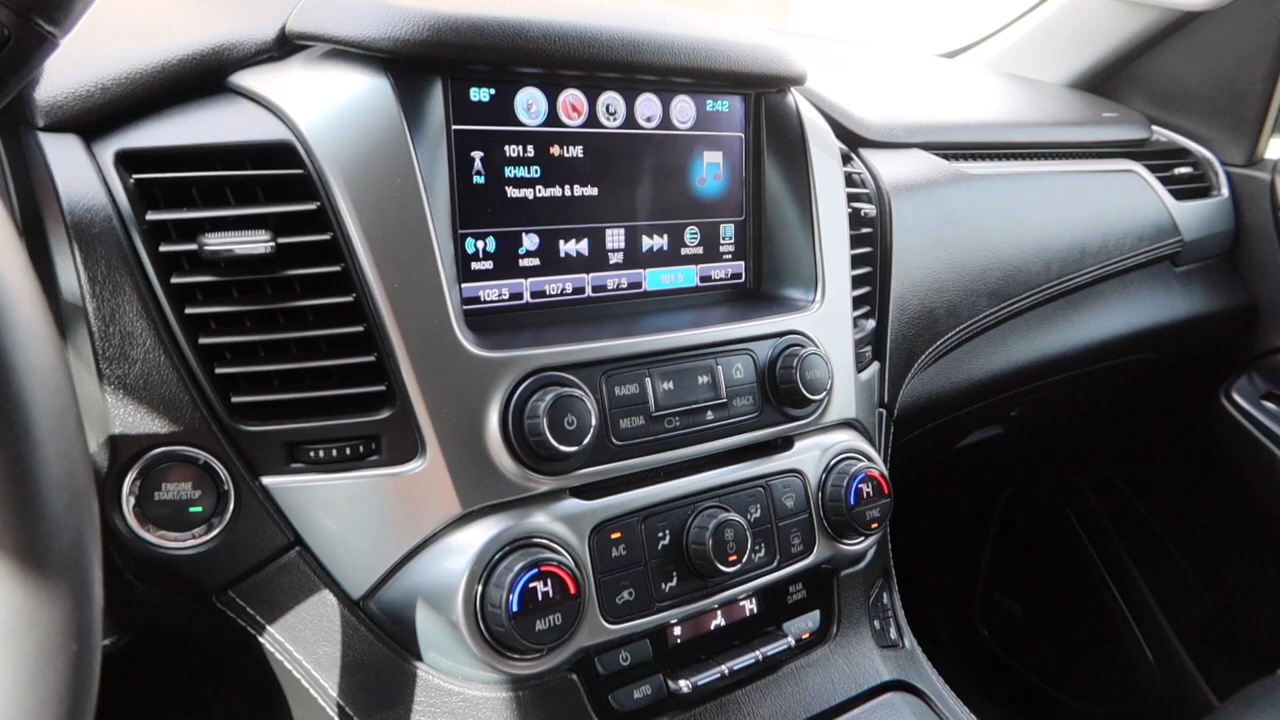 66° 2:42
101.5 LIVE
FM
KHALID
Young Dumb & Broke
RADIO MEDIA TUNE BROWSE MENU
102.5 107.9 97.5 101.5 104.7
RADIO
MEDIA
BACK
MENU
ENGINE
START/STOP
A/C
REAR
74
SYNC
74
AUTO
74
REAR
CLIMATE
AUTO